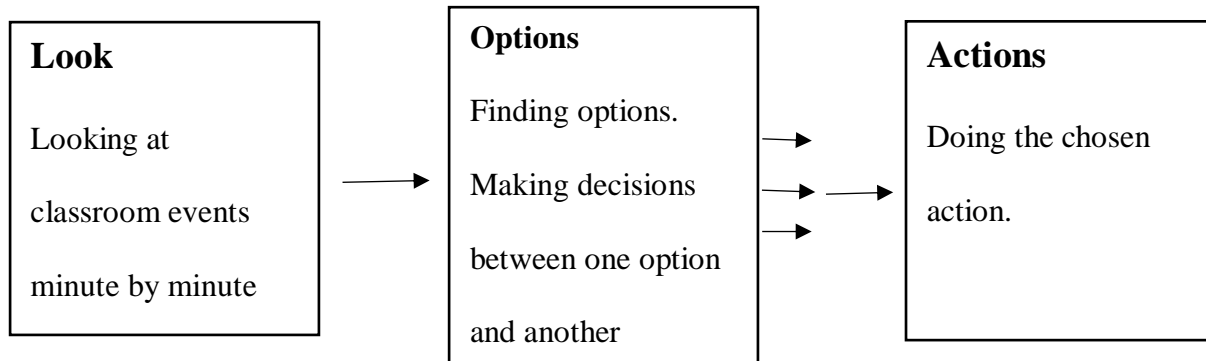 Look
Looking at
classroom events
minute by minute
Options
Finding options.
Making decisions
between one option
and another
Actions
Doing the chosen
action.